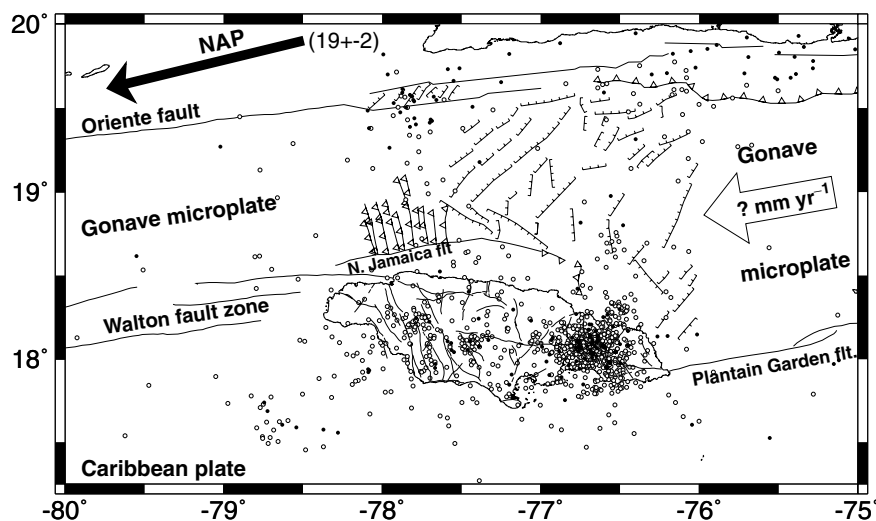 20˚
NAP
(19+-2)
Oriente fault
Gonave
19˚
? mm yr⁻¹
Gonave microplate
N. Jamaica flt
microplate
Walton fault zone
18˚
Plantain Garden flt.
Caribbean plate
-80˚ -79˚ -78˚ -77˚ -76˚ -75˚